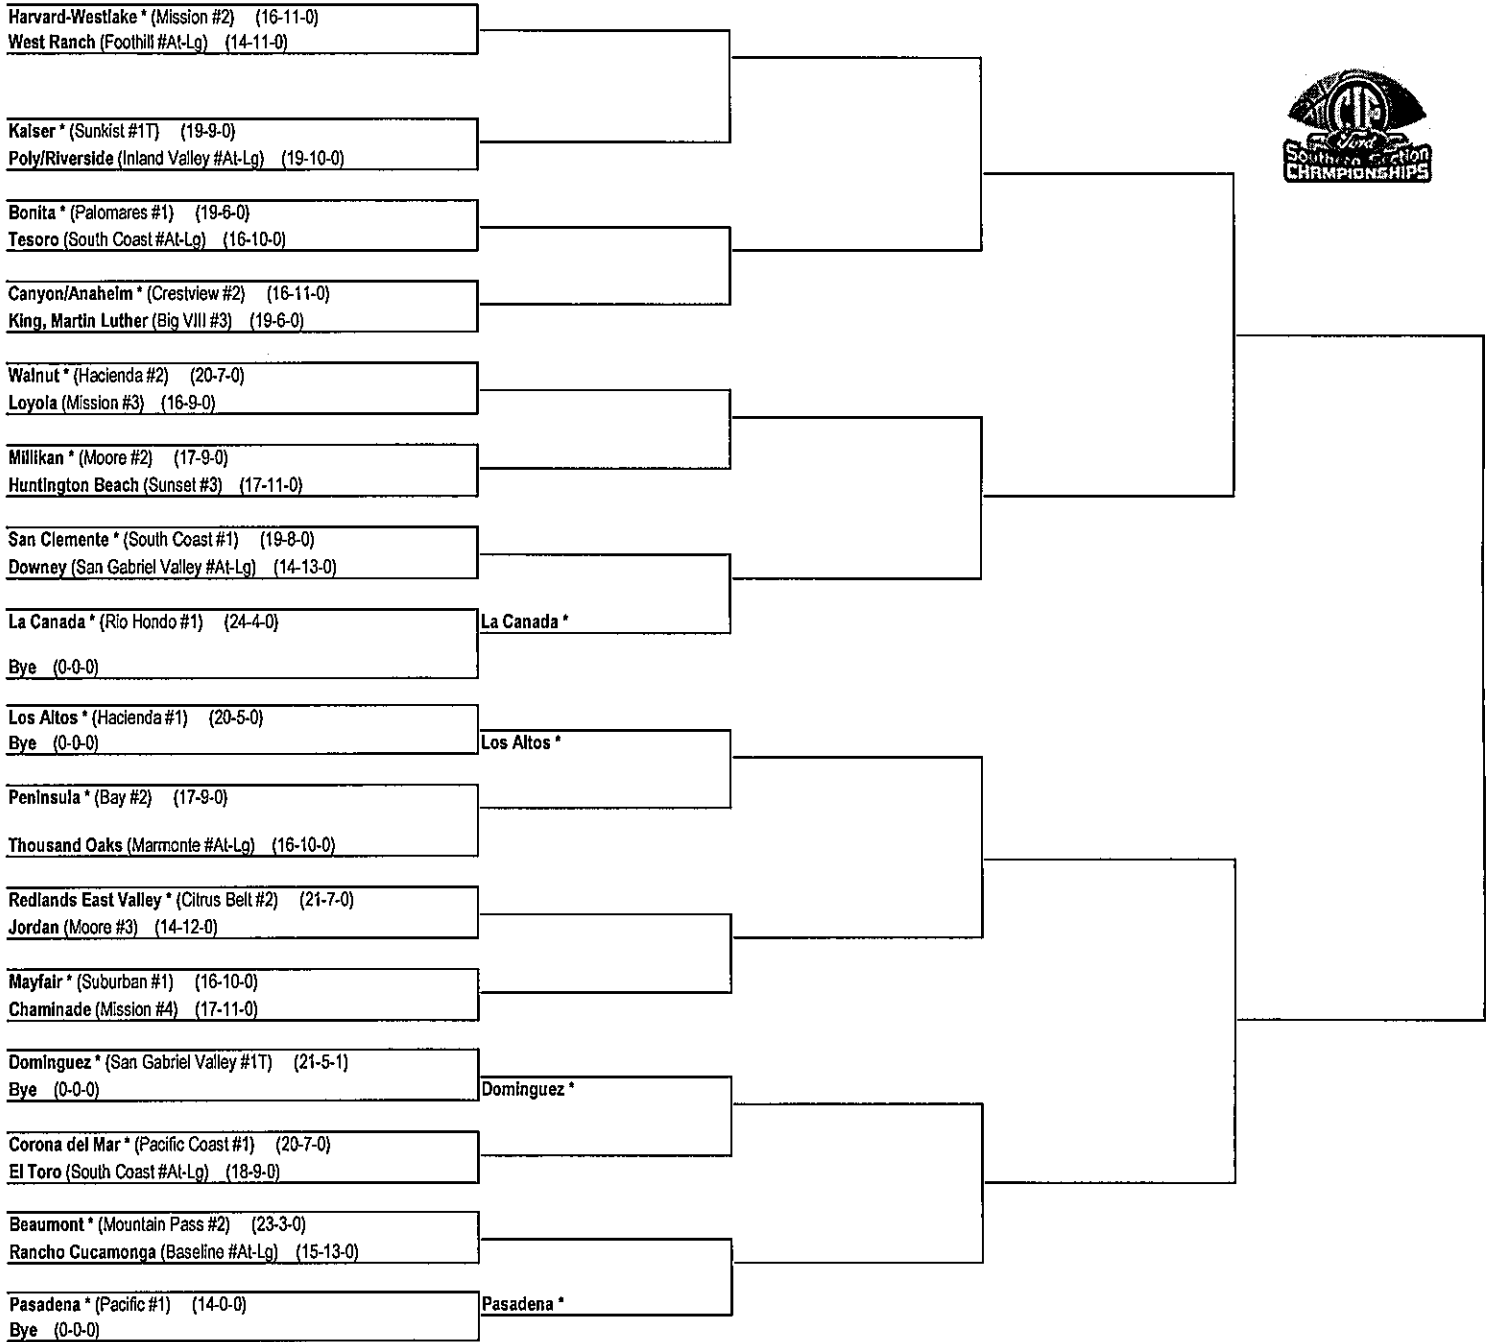 Harvard-Westlake * (Mission #2) (16-11-0)
West Ranch (Foothill #At-Lg) (14-11-0)
Kaiser * (Sunkist #1T) (19-9-0)
Poly/Riverside (Inland Valley #At-Lg) (19-10-0)
Bonita * (Palomares #1) (19-6-0)
Tesoro (South Coast #At-Lg) (16-10-0)
Canyon/Anaheim * (Crestview #2) (16-11-0)
King, Martin Luther (Big VIII #3) (19-6-0)
Walnut * (Hacienda #2) (20-7-0)
Loyola (Mission #3) (16-9-0)
Millikan * (Moore #2) (17-9-0)
Huntington Beach (Sunset #3) (17-11-0)
San Clemente * (South Coast #1) (19-8-0)
Downey (San Gabriel Valley #At-Lg) (14-13-0)
La Canada * (Rio Hondo #1) (24-4-0)
La Canada *
Bye (0-0-0)
Los Altos * (Hacienda #1) (20-5-0)
Bye (0-0-0)
Los Altos *
Peninsula * (Bay #2) (17-9-0)
Thousand Oaks (Marmonte #At-Lg) (16-10-0)
Redlands East Valley * (Citrus Belt #2) (21-7-0)
Jordan (Moore #3) (14-12-0)
Mayfair * (Suburban #1) (16-10-0)
Chaminade (Mission #4) (17-11-0)
Dominguez * (San Gabriel Valley #1T) (21-5-1)
Bye (0-0-0)
Dominguez *
Corona del Mar * (Pacific Coast #1) (20-7-0)
El Toro (South Coast #At-Lg) (18-9-0)
Beaumont * (Mountain Pass #2) (23-3-0)
Rancho Cucamonga (Baseline #At-Lg) (15-13-0)
Pasadena * (Pacific #1) (14-0-0)
Pasadena *
Bye (0-0-0)
CIF
Ford
Southern Section
CHAMPIONSHIPS